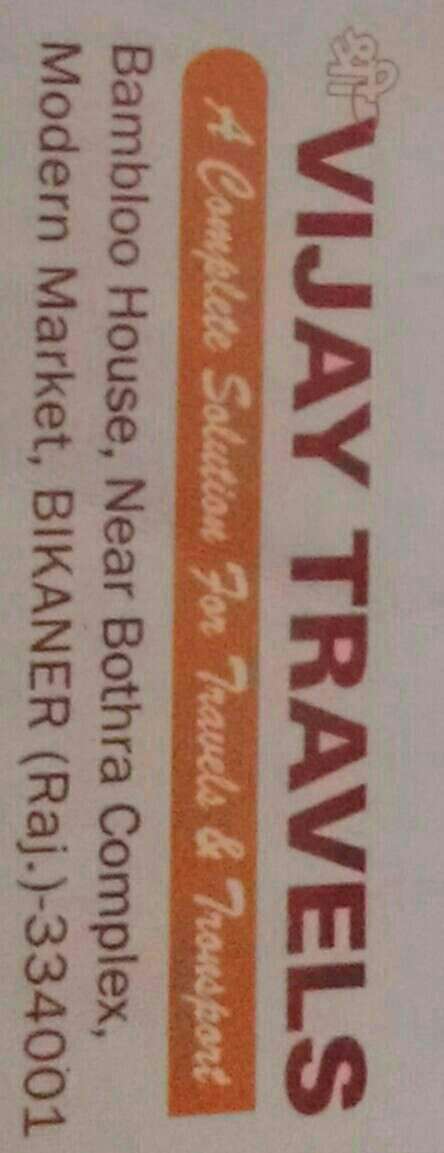 श्री VIJAY TRAVELS
A Complete Solution For Travels & Transport
Bambloo House, Near Bothra Complex,
Modern Market, BIKANER (Raj.)-334001